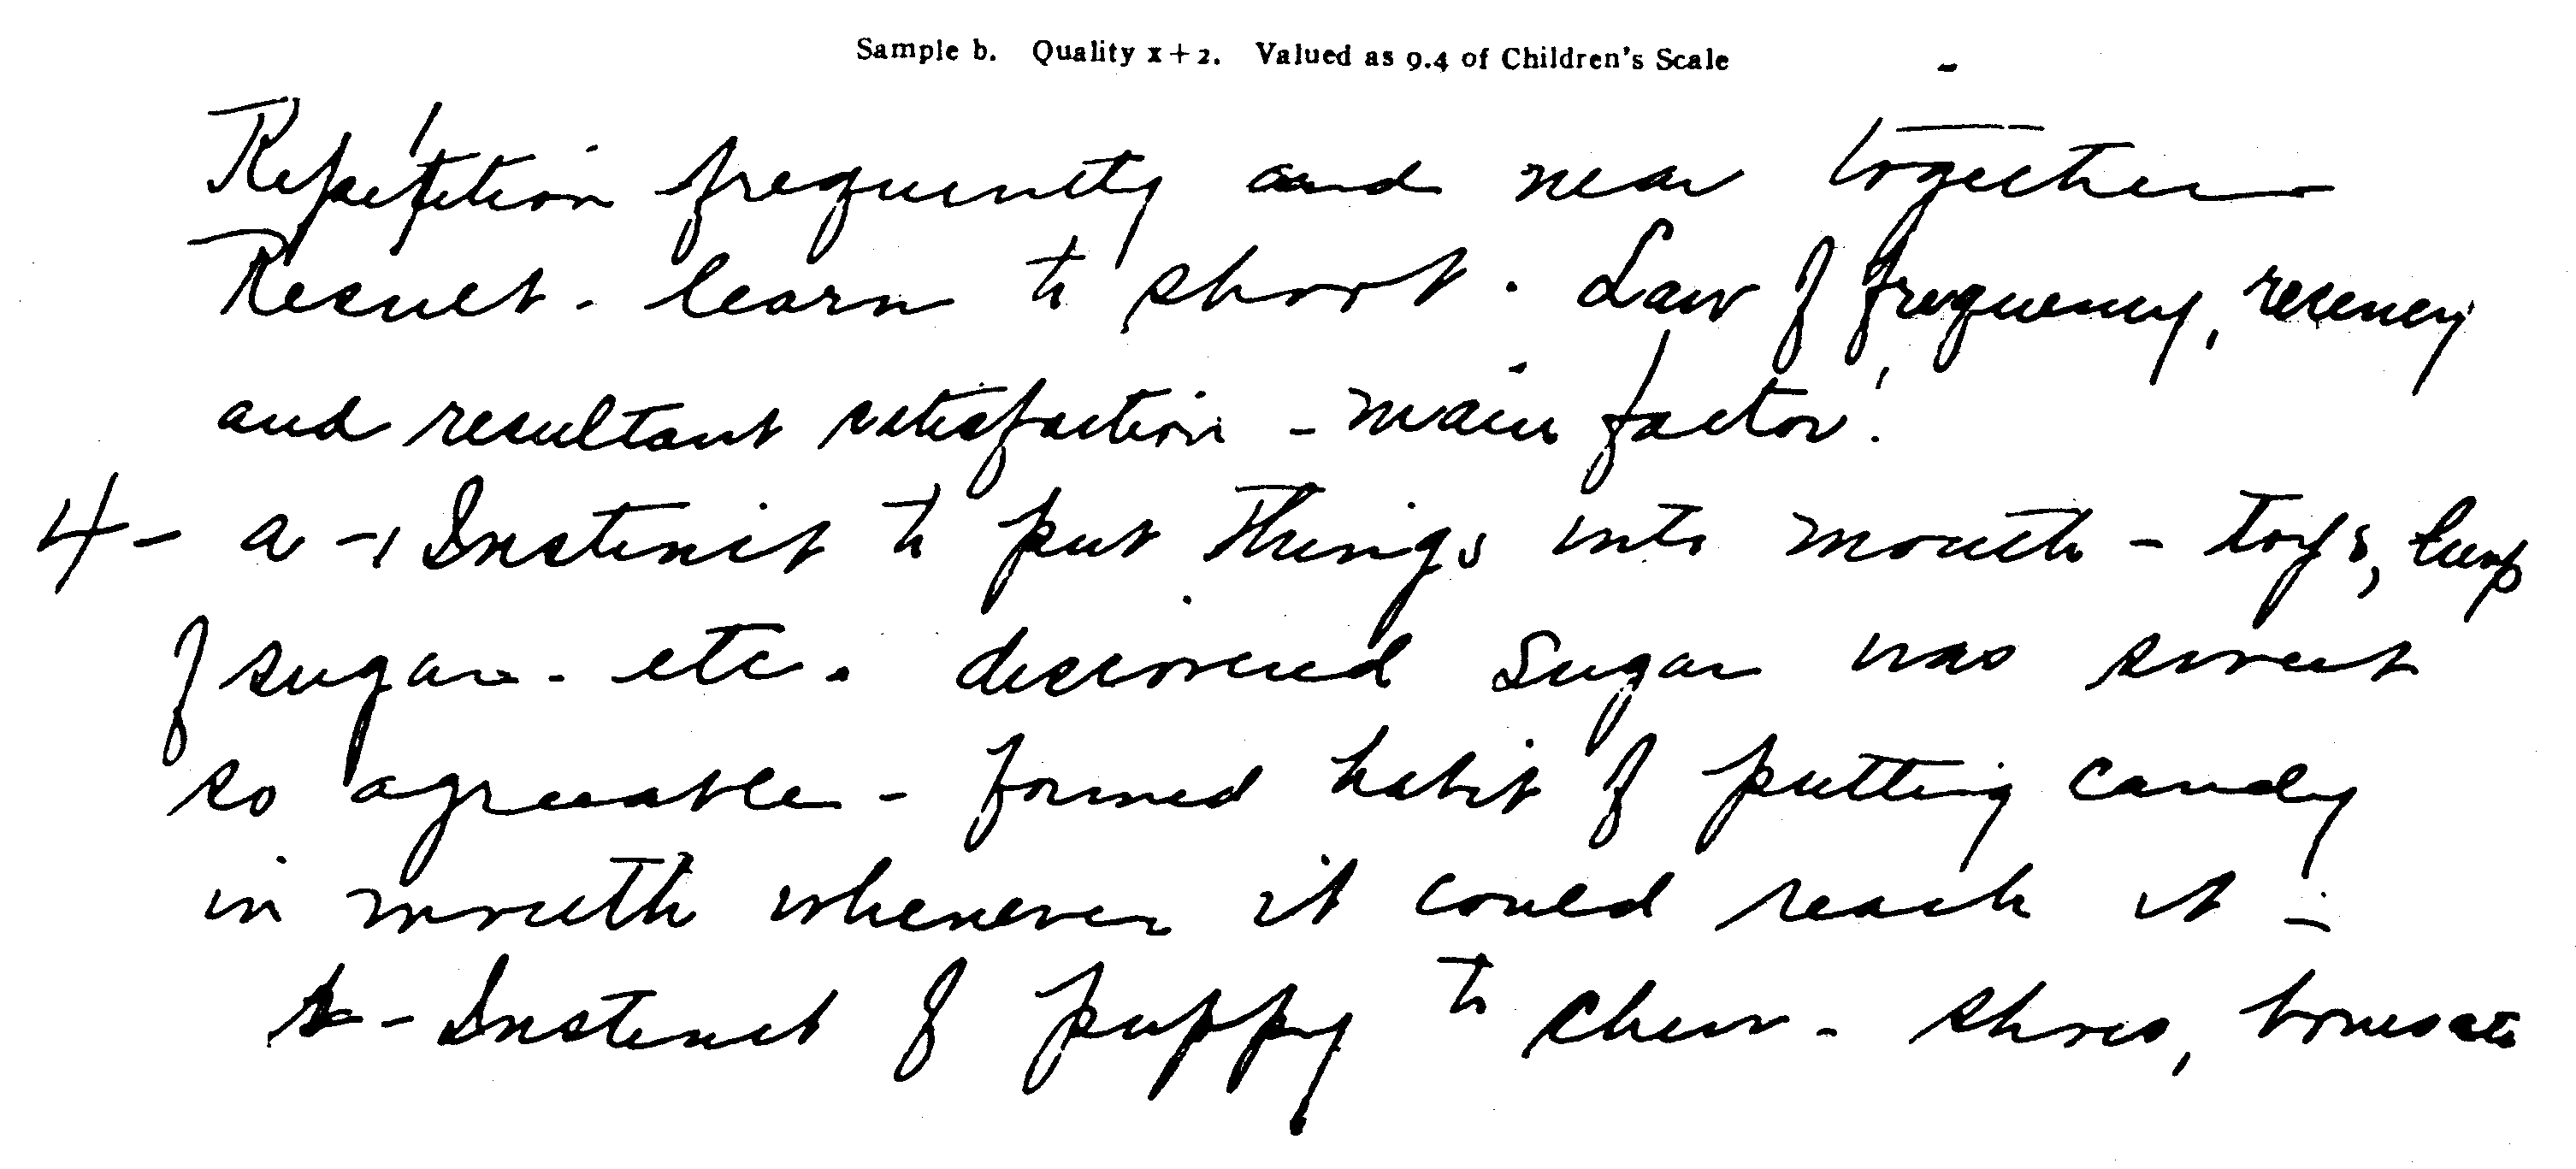 Sample b. Quality x + 2. Valued as 9.4 of Children's Scale
Repetition frequently and near together
Result - learn to shoot. Law of frequency, recency
and resultant satisfaction - main factor.
4 - a - Instinct to put things into mouth - toys, lump
of sugar - etc. discovered sugar was sweet
so agreeable - formed habit of putting candy
in mouth whenever it could reach it -
b - Instinct of puppy to chew - shoes, bones etc